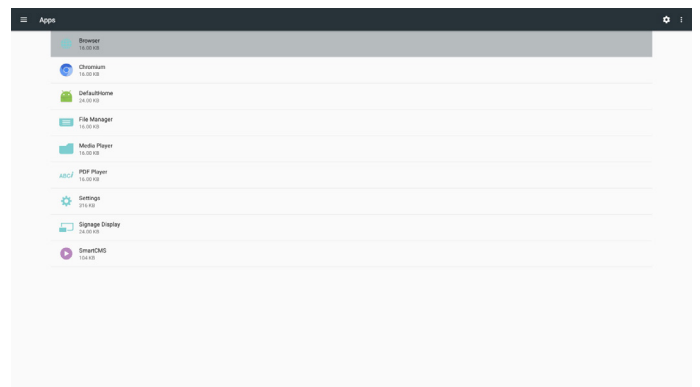 Apps
Browser
16.00 KB
Chromium
16.00 KB
DefaultHome
24.00 KB
File Manager
16.00 KB
Media Player
16.00 KB
ABC
PDF Player
16.00 KB
Settings
316 KB
Signage Display
24.00 KB
SmartCMS
104 KB